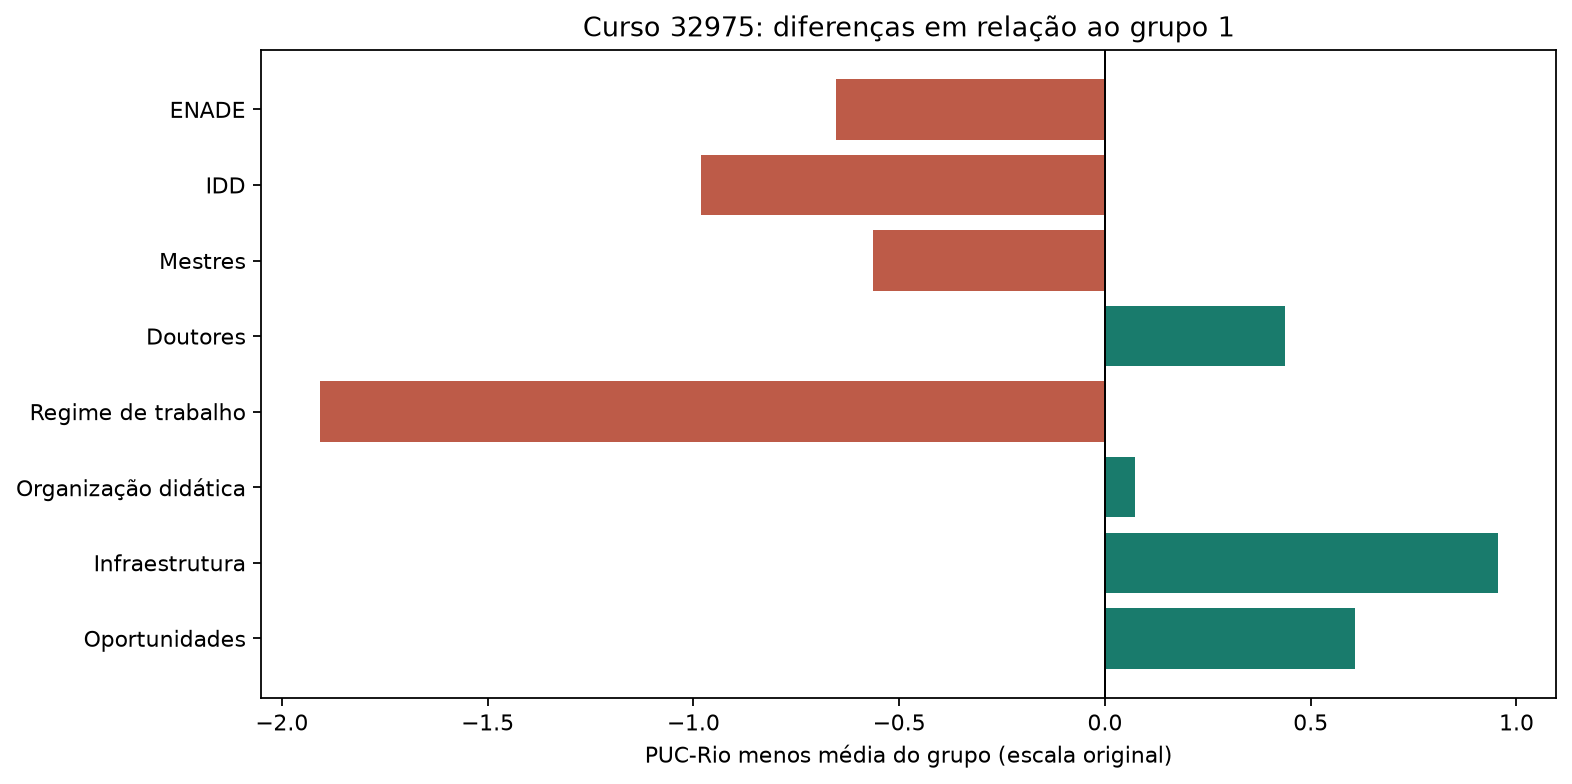 Curso 32975: diferenças em relação ao grupo 1
ENADE
IDD
Mestres
Doutores
Regime de trabalho
Organização didática
Infraestrutura
Oportunidades
−2.0 −1.5 −1.0 −0.5 0.0 0.5 1.0
PUC-Rio menos média do grupo (escala original)